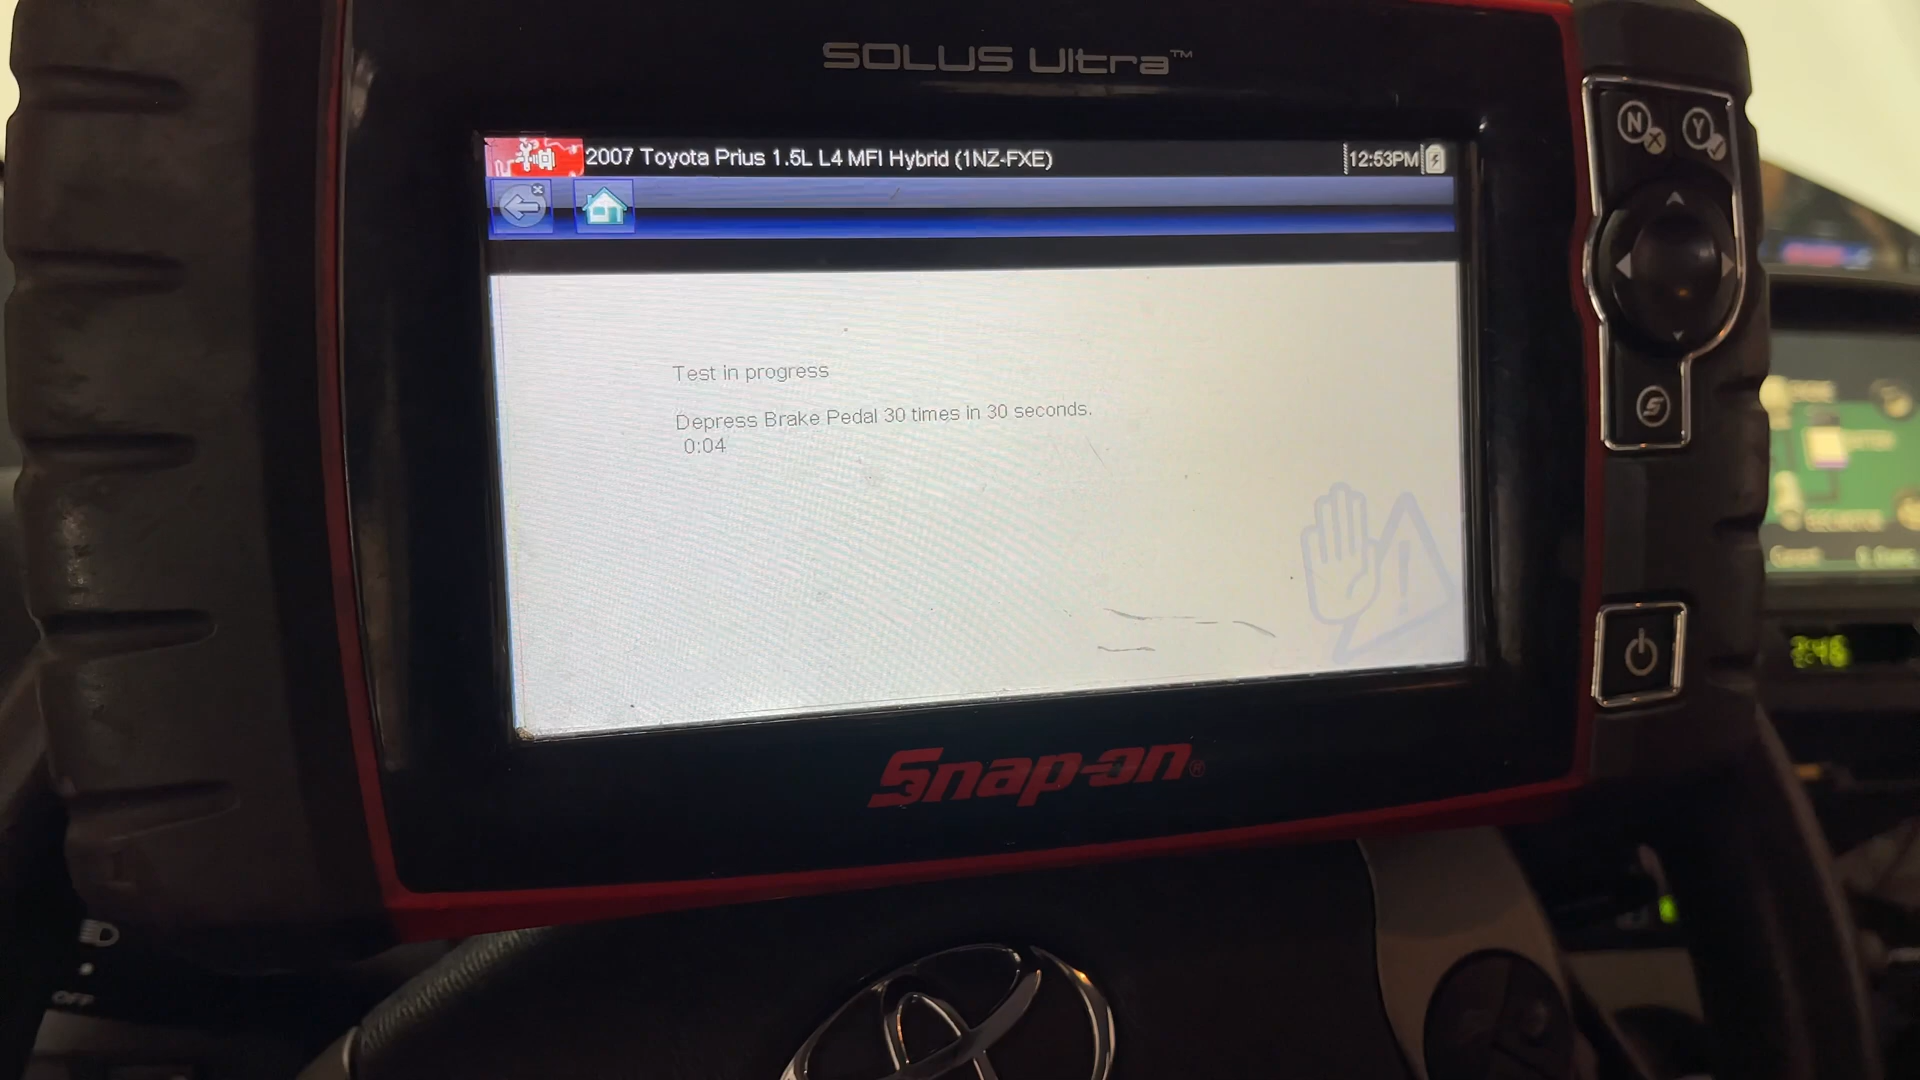 SOLUS Ultra™
2007 Toyota Prius 1.5L L4 MFI Hybrid (1NZ-FXE)
12:53PM
N
Y
Test in progress
Depress Brake Pedal 30 times in 30 seconds.
0:04
S
Snap-on®
OFF